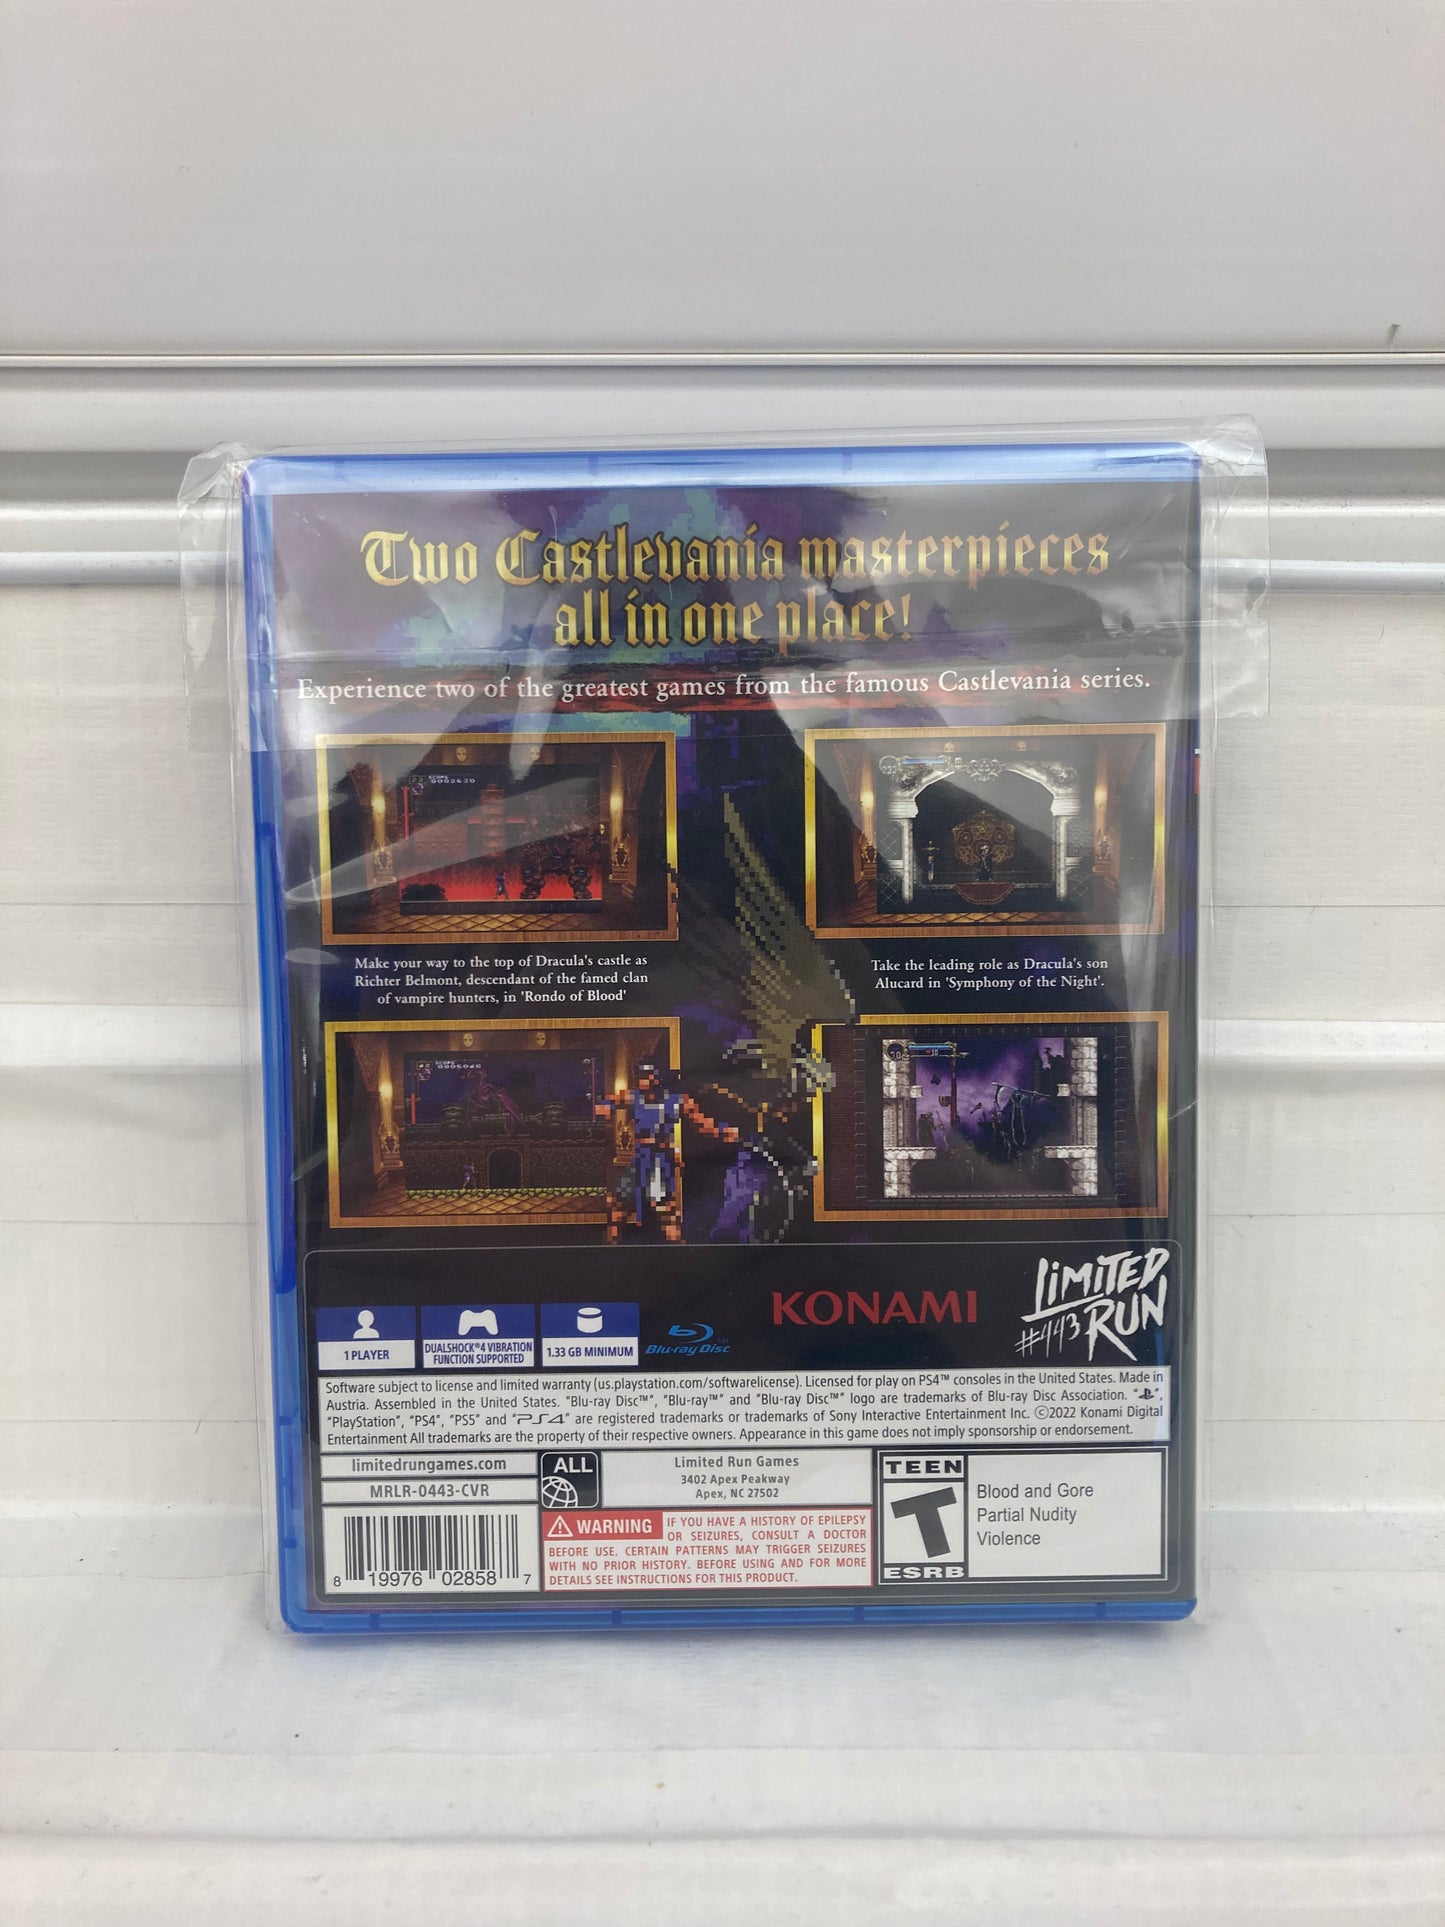 Two Castlevania masterpieces
all in one place!
Experience two of the greatest games from the famous Castlevania series.
Make your way to the top of Dracula's castle as
Richter Belmont, descendant of the famed clan
of vampire hunters, in 'Rondo of Blood'
Take the leading role as Dracula's son
Alucard in 'Symphony of the Night'.
KONAMI
LIMITED
RUN
#443
1 PLAYER
DUALSHOCK®4 VIBRATION
FUNCTION SUPPORTED
1.33 GB MINIMUM
Blu-ray Disc™
Software subject to license and limited warranty (us.playstation.com/softwarelicense). Licensed for play on PS4™ consoles in the United States. Made in
Austria. Assembled in the United States. "Blu-ray Disc™", "Blu-ray™" and "Blu-ray Disc™" logo are trademarks of Blu-ray Disc Association. "PS",
"PlayStation", "PS4", "PS5" and "PS4" are registered trademarks or trademarks of Sony Interactive Entertainment Inc. ©2022 Konami Digital
Entertainment All trademarks are the property of their respective owners. Appearance in this game does not imply sponsorship or endorsement.
limitedrungames.com
MRLR-0443-CVR
ALL
Limited Run Games
3402 Apex Peakway
Apex, NC 27502
WARNING IF YOU HAVE A HISTORY OF EPILEPSY
OR SEIZURES, CONSULT A DOCTOR
BEFORE USE. CERTAIN PATTERNS MAY TRIGGER SEIZURES
WITH NO PRIOR HISTORY. BEFORE USING AND FOR MORE
DETAILS SEE INSTRUCTIONS FOR THIS PRODUCT.
TEEN
T
ESRB
Blood and Gore
Partial Nudity
Violence
8 19976 02858 7